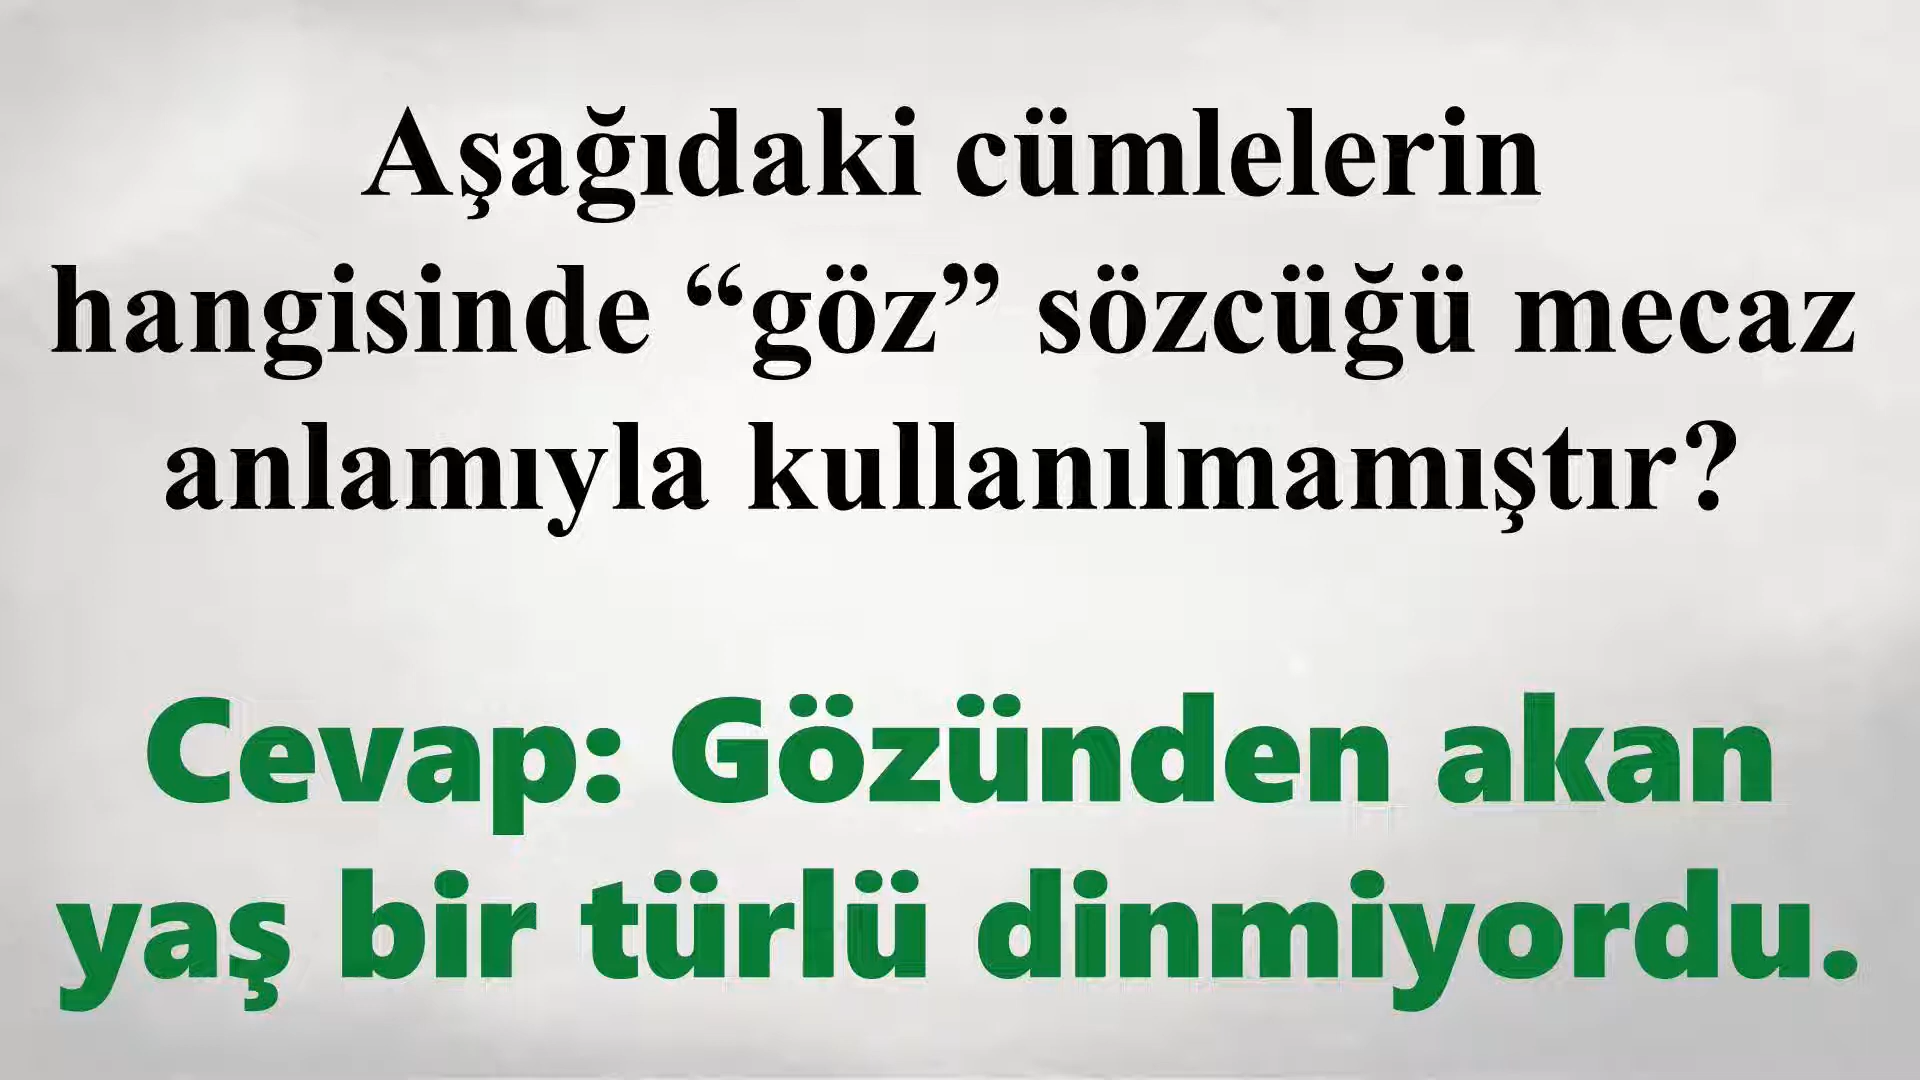 Aşağıdaki cümlelerin
hangisinde “göz” sözcüğü mecaz
anlamıyla kullanılmamıştır?
Cevap: Gözünden akan
yaş bir türlü dinmiyordu.